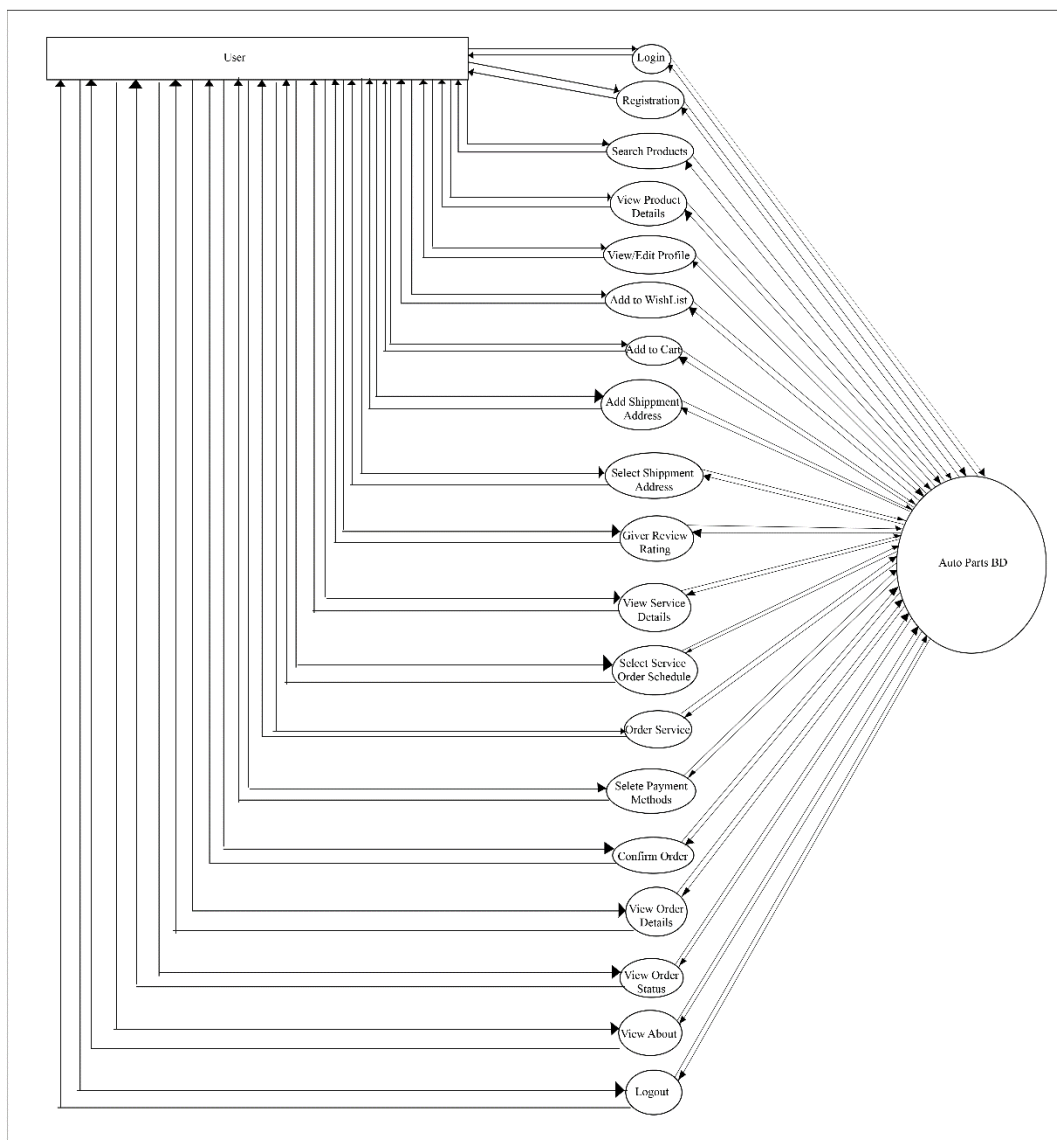 User
Login
Registration
Search Products
View Product
Details
View/Edit Profile
Add to WishList
Add to Cart
Add Shippment
Address
Select Shippment
Address
Giver Review
Rating
Auto Parts BD
View Service
Details
Select Service
Order Schedule
Order Service
Selete Payment
Methods
Confirm Order
View Order
Details
View Order
Status
View About
Logout